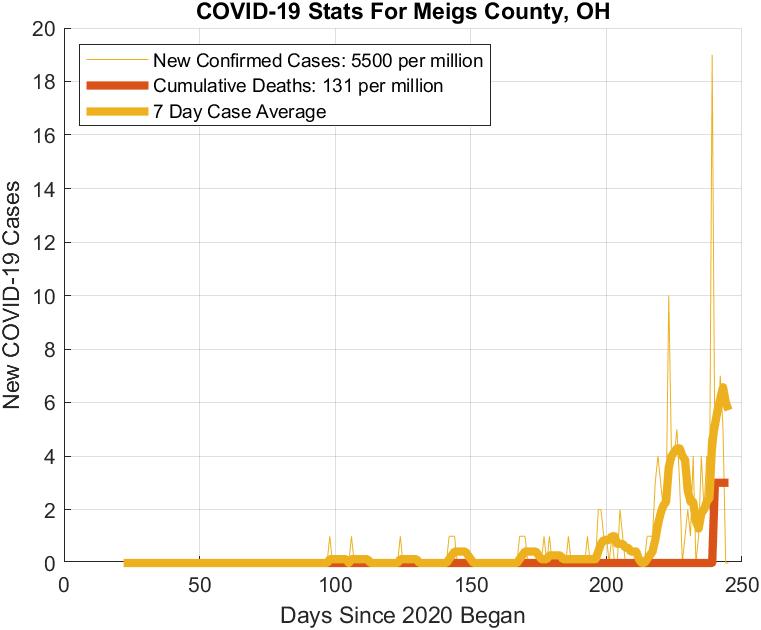 COVID-19 Stats For Meigs County, OH
New Confirmed Cases: 5500 per million
Cumulative Deaths: 131 per million
7 Day Case Average
New COVID-19 Cases
20
18
16
14
12
10
8
6
4
2
0
0 50 100 150 200 250
Days Since 2020 Began